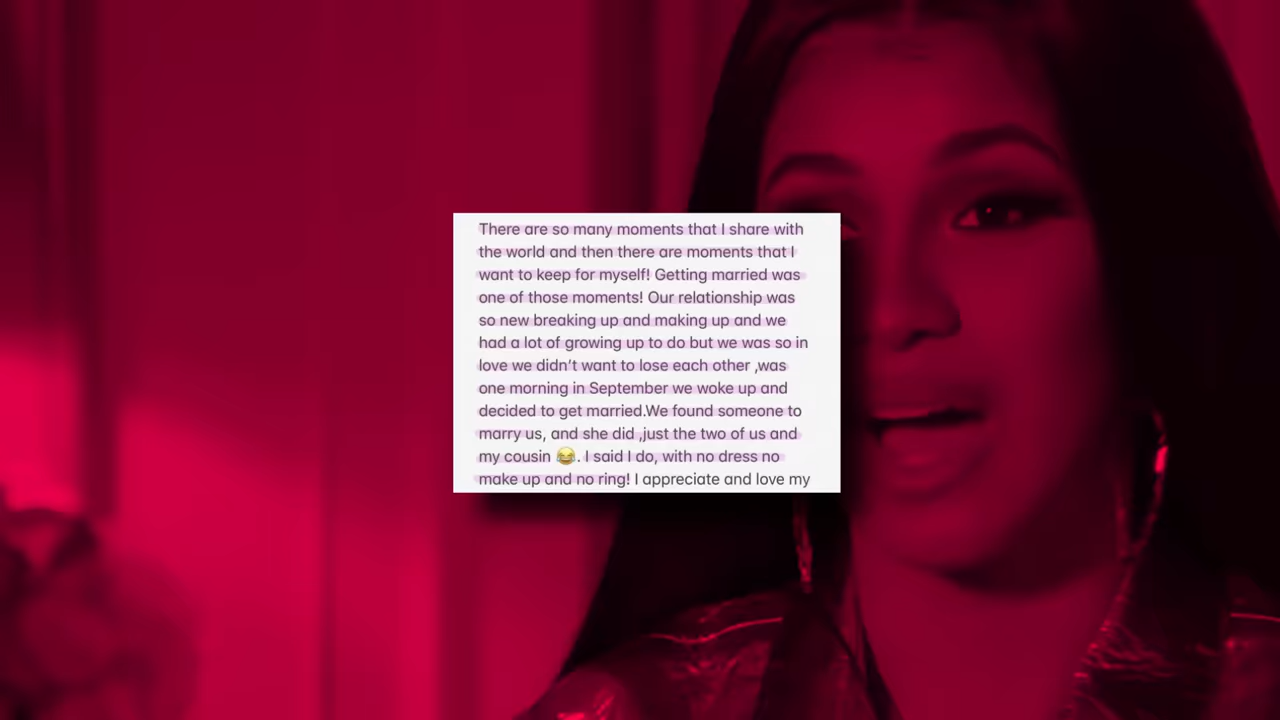 There are so many moments that I share with
the world and then there are moments that I
want to keep for myself! Getting married was
one of those moments! Our relationship was
so new breaking up and making up and we
had a lot of growing up to do but we was so in
love we didn’t want to lose each other ,was
one morning in September we woke up and
decided to get married.We found someone to
marry us, and she did ,just the two of us and
my cousin 😂. I said I do, with no dress no
make up and no ring! I appreciate and love my